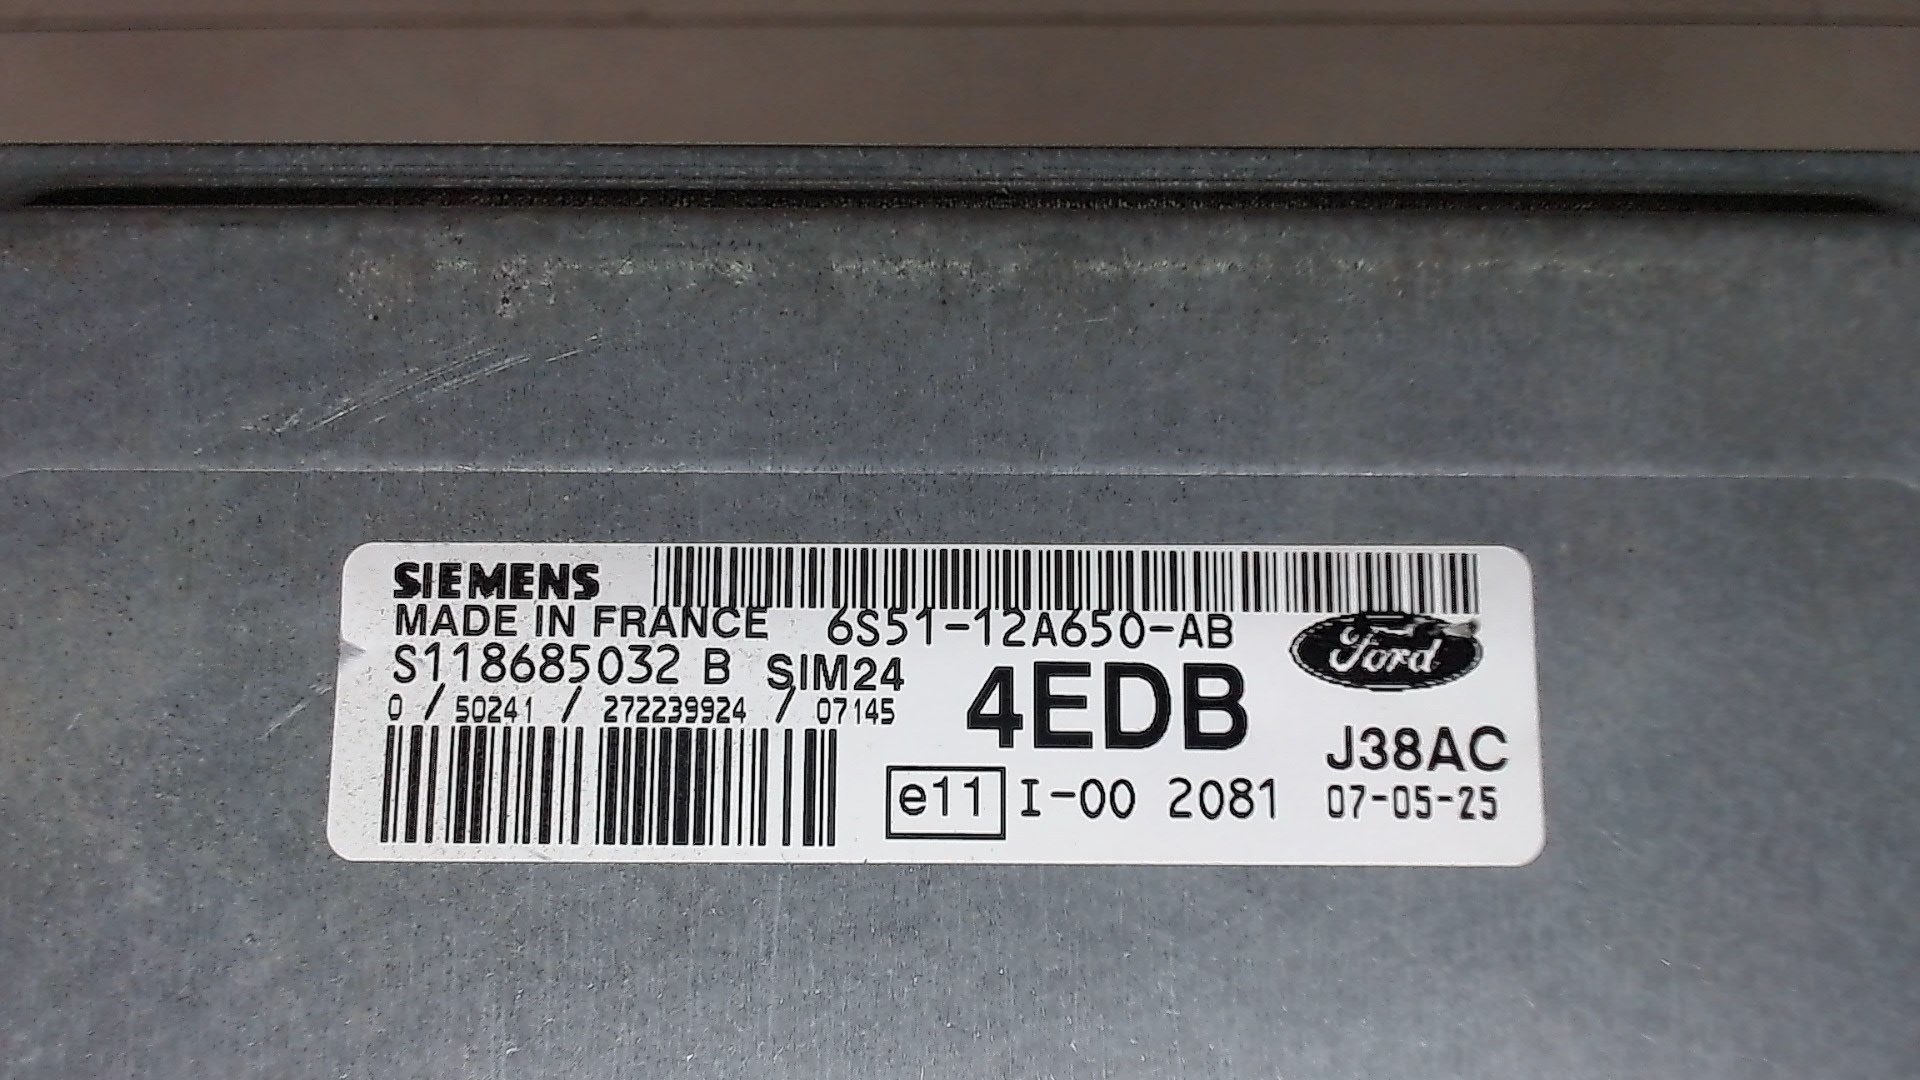 SIEMENS
MADE IN FRANCE 6S51-12A650-AB
Ford
S118685032 B SIM24
4EDB
0 / 50241 / 272239924 / 07145
J38AC
e11 I-00 2081 07-05-25